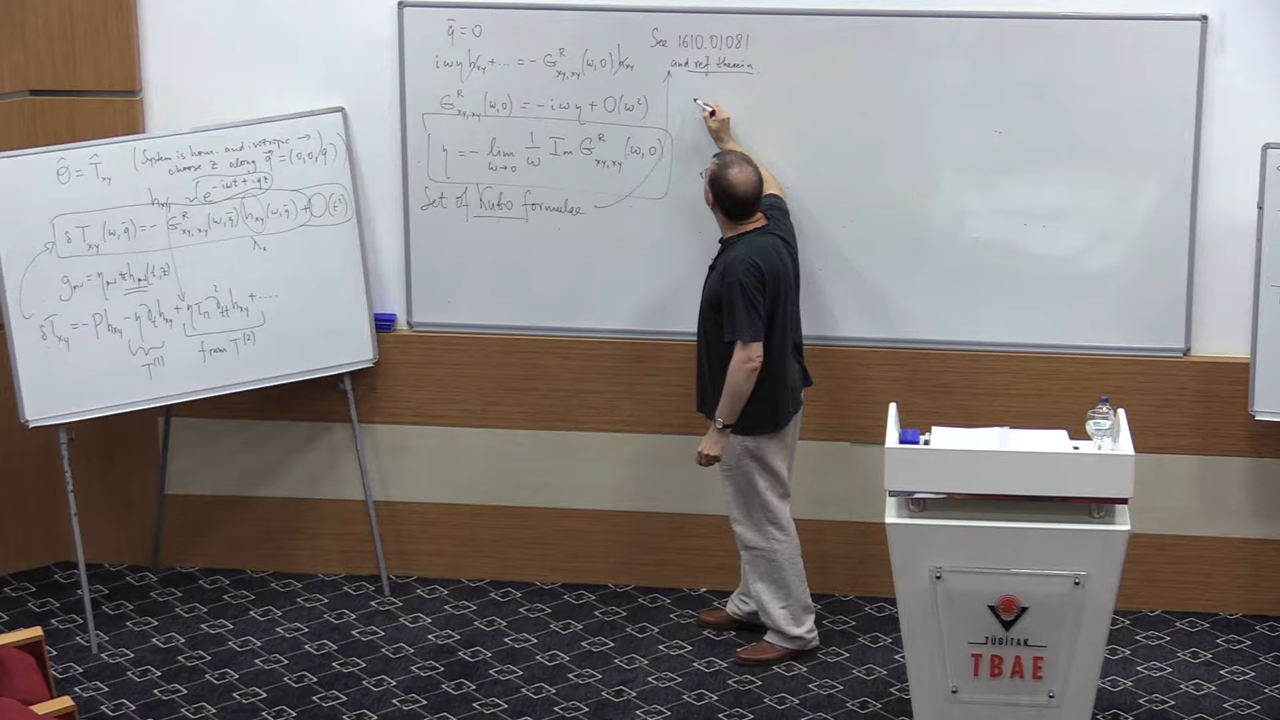 Ô = T̂xy (System is hom. and isotropic →
choose z along q̄ = (0,0,q))
hxy ~ e^{-iωt+iqz}
δTxy(ω,q̄) = - G^R_{xy,xy}(ω,q̄) hxy(ω,q̄) + O(ε²)
gμν = ημν + ε hμν(t,z)
δTxy = -P hxy - η ∂t hxy + η τΠ ∂²tt hxy + ....
T^(1) from T^(2)
q̄ = 0
iωη hxy + ... = - G^R_{xy,xy}(ω,0) hxy
G^R_{xy,xy}(ω,0) = -iωη + O(ω²)
η = - lim_{ω→0} 1/ω Im G^R_{xy,xy}(ω,0)
Set of Kubo formulae
See 1610.01081
and ref therein.
TÜBİTAK
TBAE